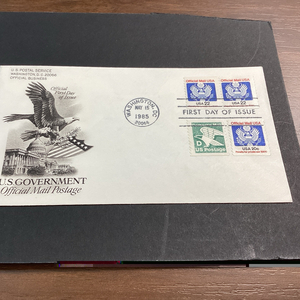 U.S. POSTAL SERVICE
WASHINGTON, D.C. 20066
OFFICIAL BUSINESS
Official
First Day
of Issue
WASHINGTON, DC
MAY 15
1985
20066
FIRST DAY OF ISSUE
Official Mail USA
USA 22
Official Mail USA
USA 22
D
US Postage
Official Mail USA
USA 20c
U.S. GOVERNMENT
Official Mail Postage